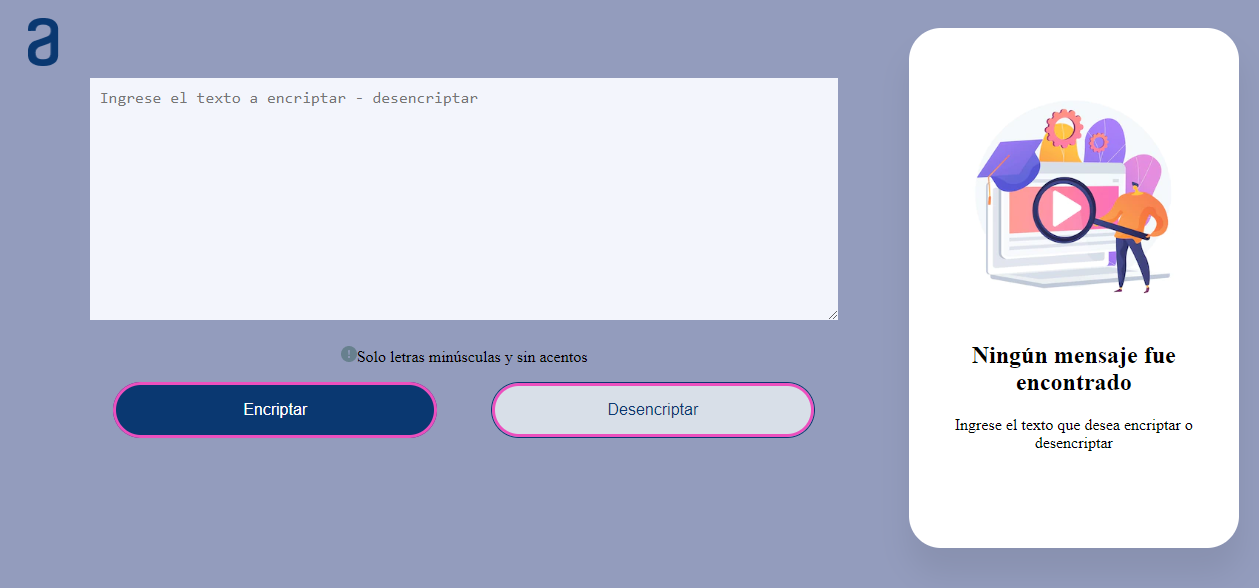 a
Ingrese el texto a encriptar - desencriptar
Solo letras minúsculas y sin acentos
Encriptar
Desencriptar
Ningún mensaje fue
encontrado
Ingrese el texto que desea encriptar o
desencriptar